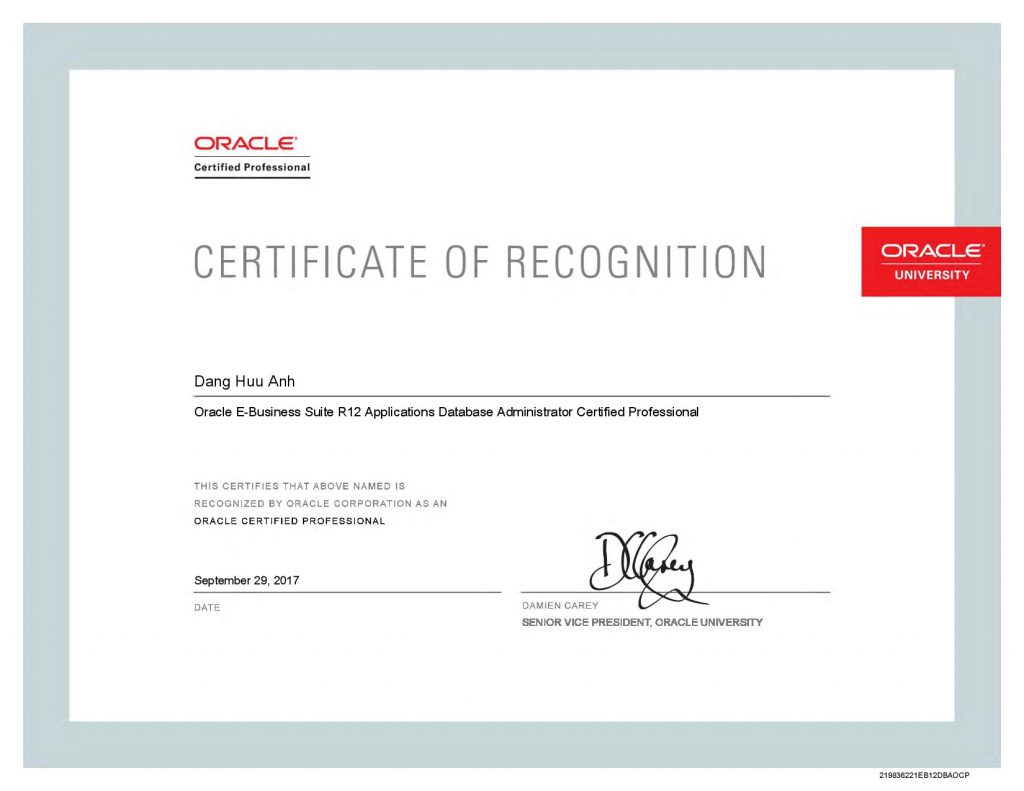 ORACLE®
Certified Professional
CERTIFICATE OF RECOGNITION
ORACLE®
UNIVERSITY
Dang Huu Anh
Oracle E-Business Suite R12 Applications Database Administrator Certified Professional
THIS CERTIFIES THAT ABOVE NAMED IS
RECOGNIZED BY ORACLE CORPORATION AS AN
ORACLE CERTIFIED PROFESSIONAL
September 29, 2017
DATE
DCarey
DAMIEN CAREY
SENIOR VICE PRESIDENT, ORACLE UNIVERSITY
219836221EB12DBAOCP